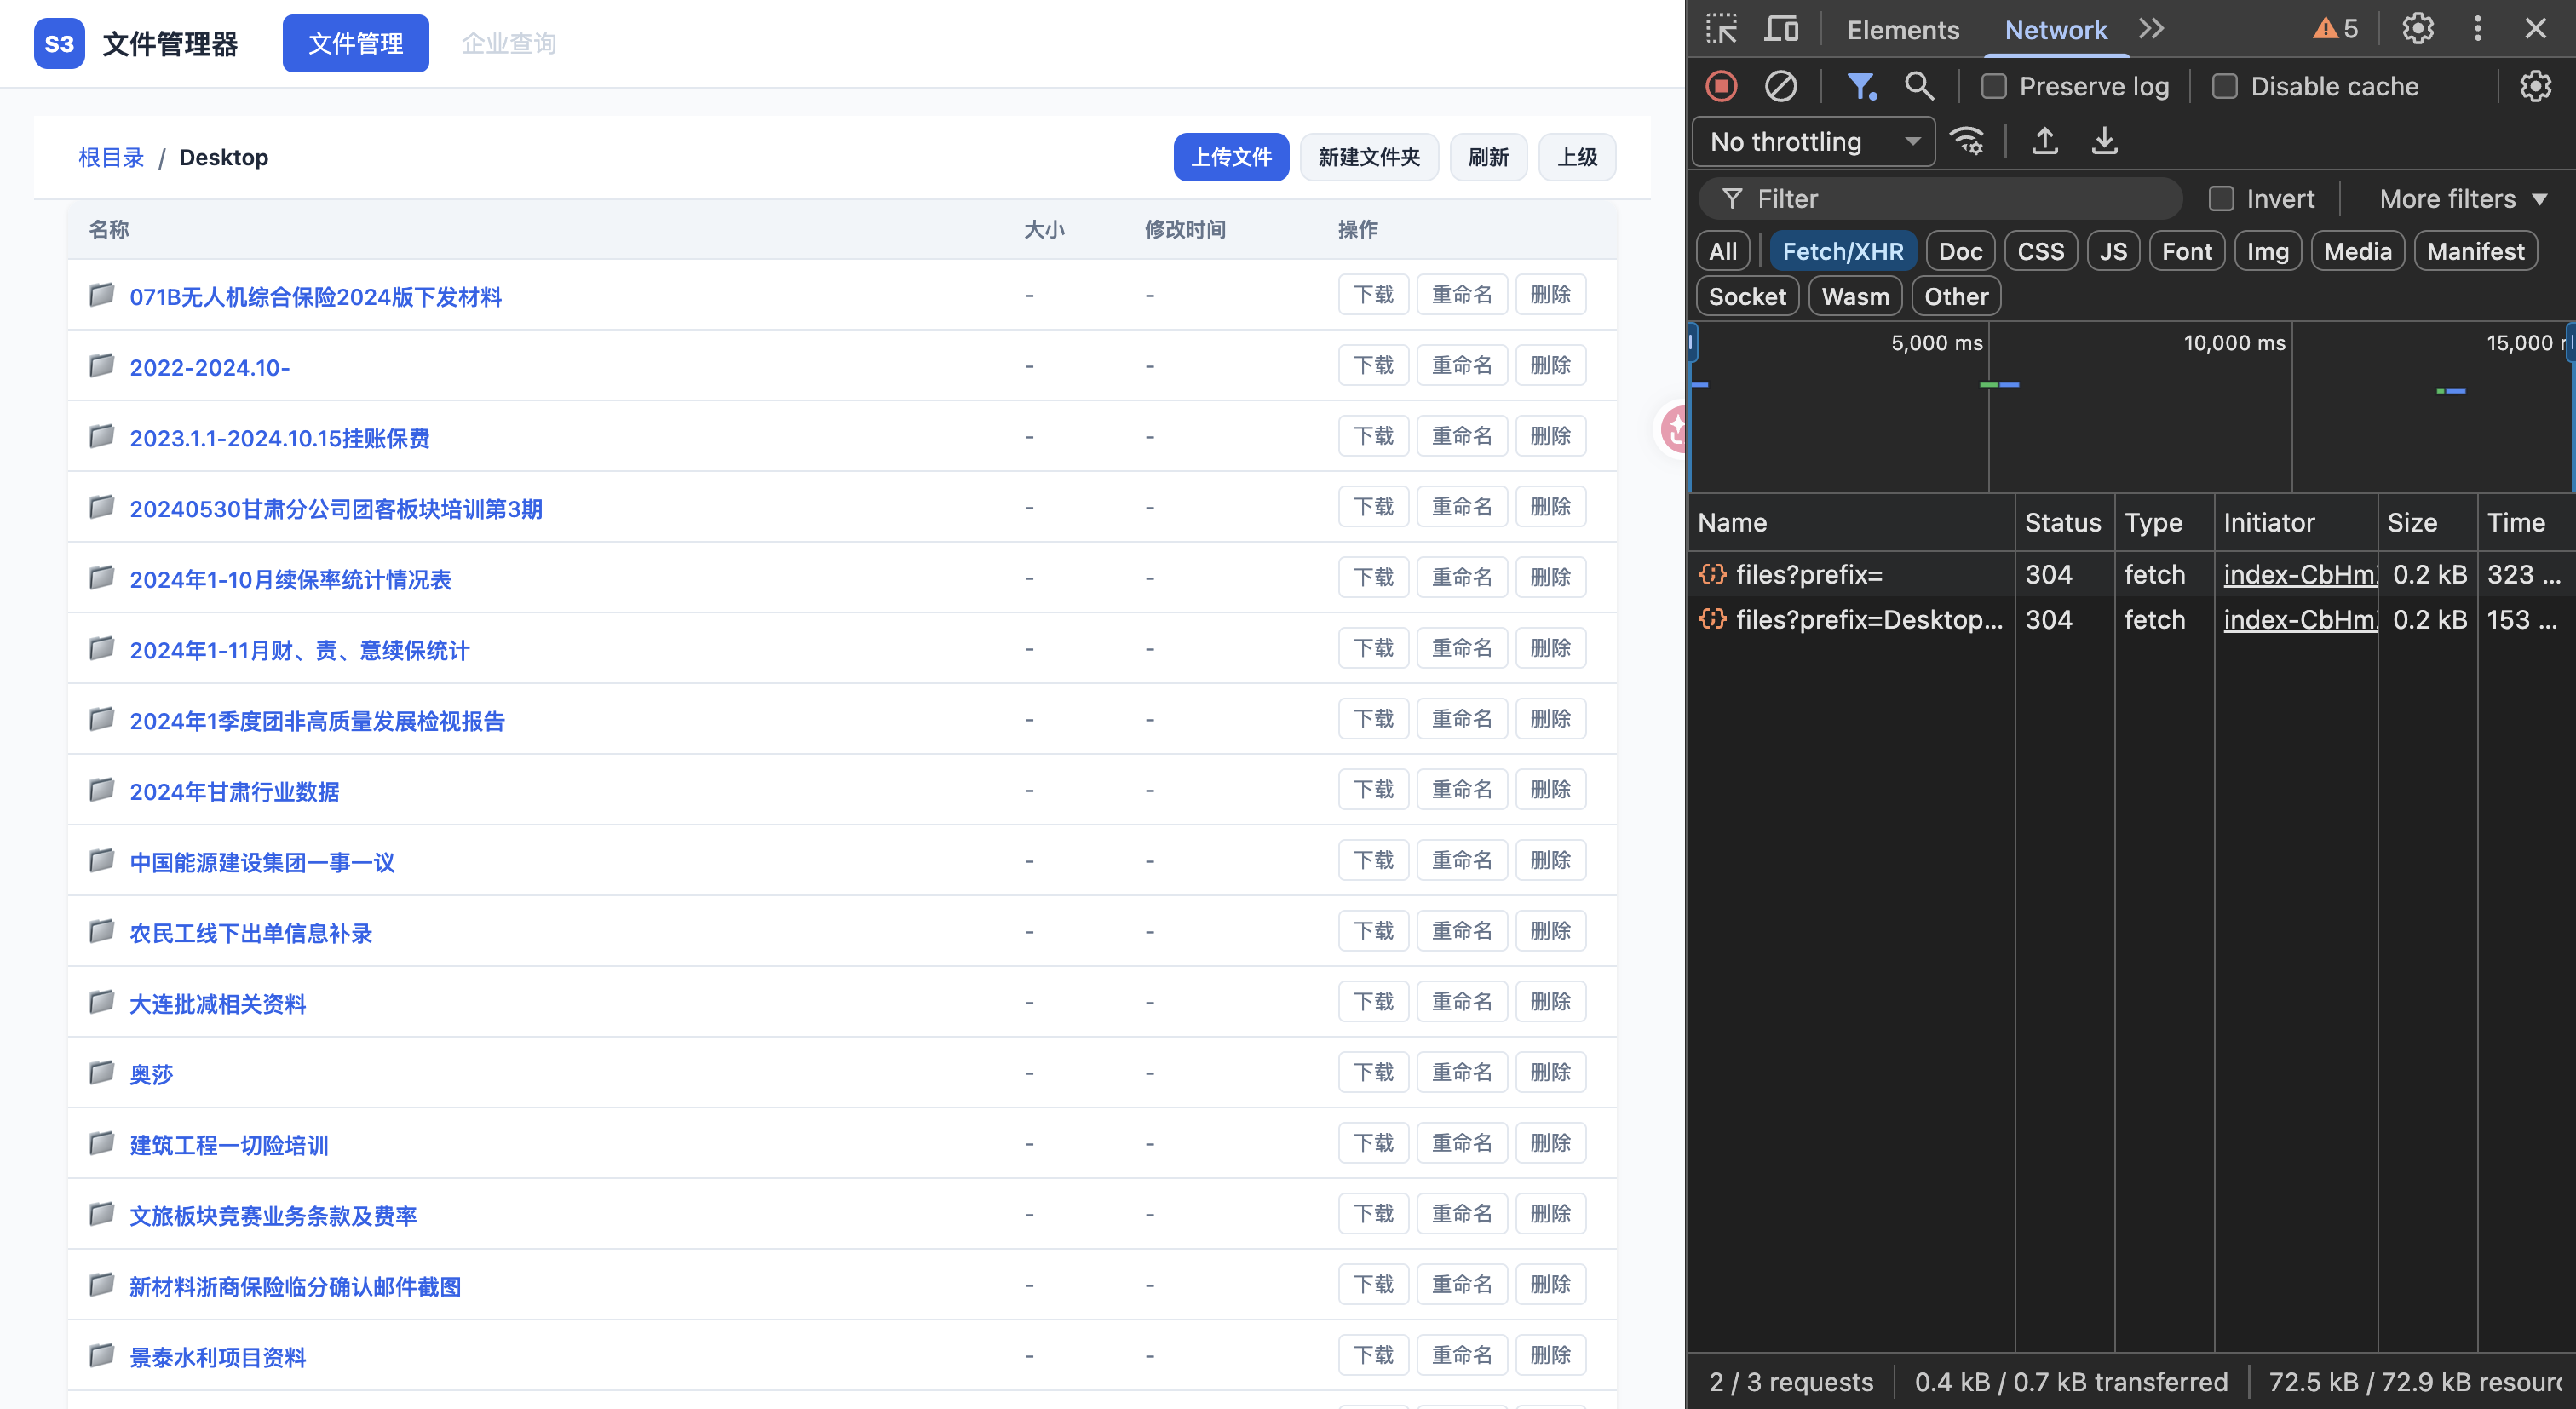 S3 文件管理器 文件管理 企业查询
根目录 / Desktop 上传文件 新建文件夹 刷新 上级
名称 大小 修改时间 操作
071B无人机综合保险2024版下发材料 - - 下载 重命名 删除
2022-2024.10- - - 下载 重命名 删除
2023.1.1-2024.10.15挂账保费 - - 下载 重命名 删除
20240530甘肃分公司团客板块培训第3期 - - 下载 重命名 删除
2024年1-10月续保率统计情况表 - - 下载 重命名 删除
2024年1-11月财、责、意续保统计 - - 下载 重命名 删除
2024年1季度团非高质量发展检视报告 - - 下载 重命名 删除
2024年甘肃行业数据 - - 下载 重命名 删除
中国能源建设集团一事一议 - - 下载 重命名 删除
农民工线下出单信息补录 - - 下载 重命名 删除
大连批减相关资料 - - 下载 重命名 删除
奥莎 - - 下载 重命名 删除
建筑工程一切险培训 - - 下载 重命名 删除
文旅板块竞赛业务条款及费率 - - 下载 重命名 删除
新材料浙商保险临分确认邮件截图 - - 下载 重命名 删除
景泰水利项目资料 - - 下载 重命名 删除
Elements Network 5
Preserve log Disable cache
No throttling
Filter Invert More filters
All Fetch/XHR Doc CSS JS Font Img Media Manifest
Socket Wasm Other
5,000 ms 10,000 ms 15,000
Name Status Type Initiator Size Time
files?prefix= 304 fetch index-CbHm 0.2 kB 323 ...
files?prefix=Desktop... 304 fetch index-CbHm 0.2 kB 153 ...
2 / 3 requests 0.4 kB / 0.7 kB transferred 72.5 kB / 72.9 kB resour